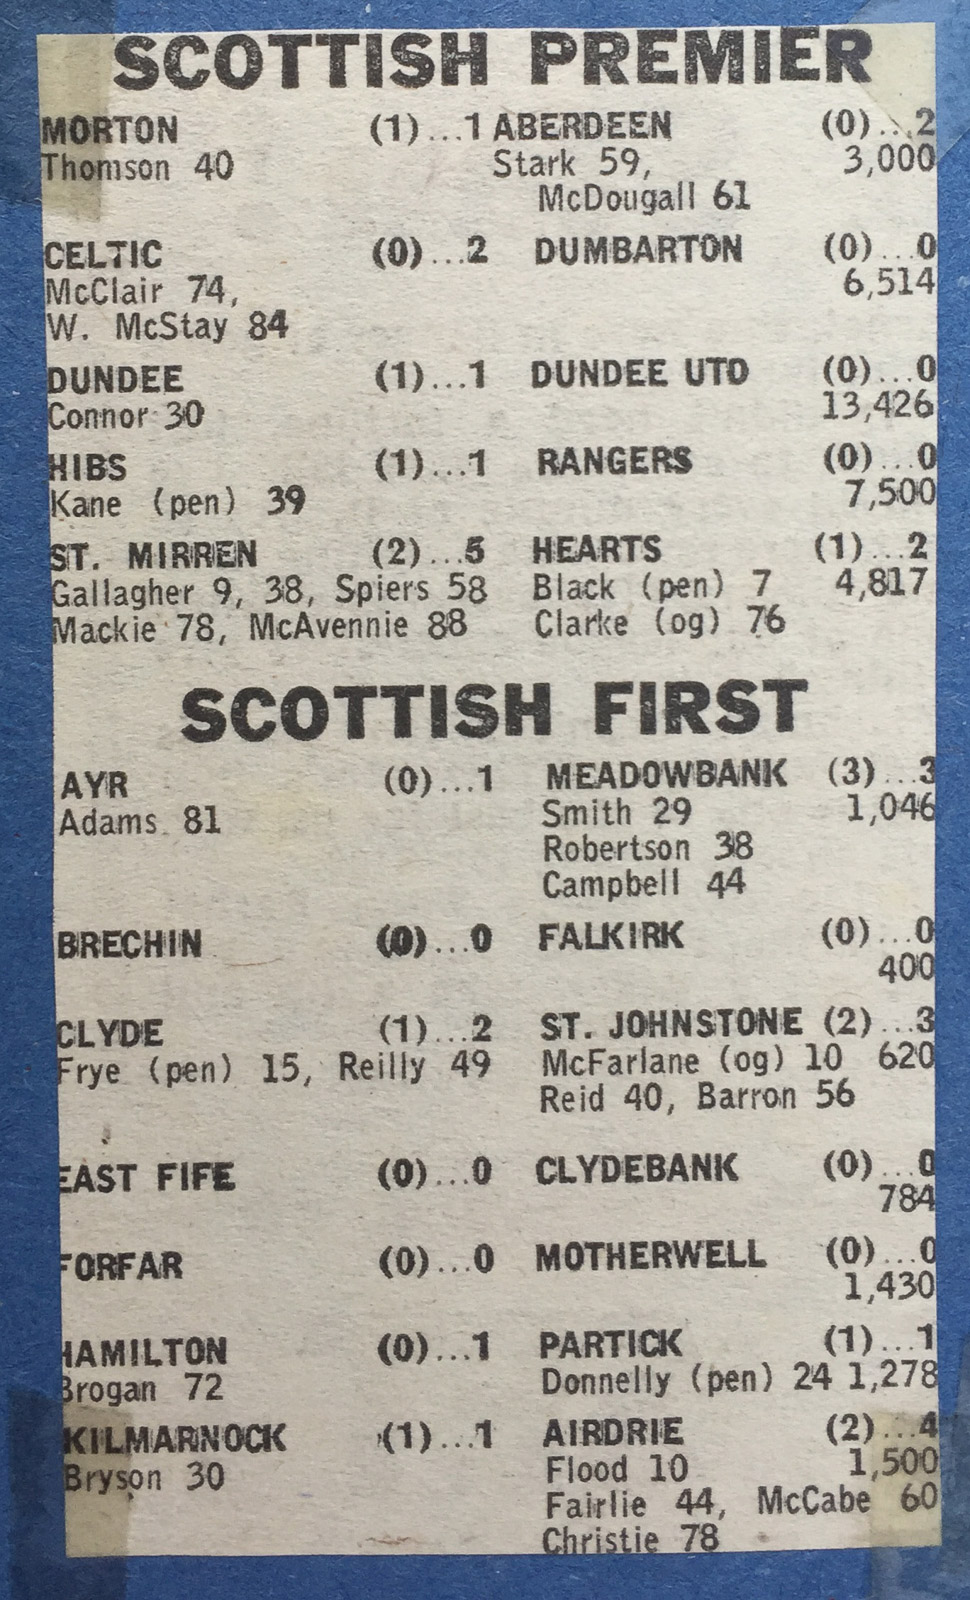 SCOTTISH PREMIER
MORTON (1)...1 ABERDEEN (0)...2
Thomson 40 Stark 59, 3,000
McDougall 61
CELTIC (0)...2 DUMBARTON (0)...0
McClair 74, 6,514
W. McStay 84
DUNDEE (1)...1 DUNDEE UTD (0)...0
Connor 30 13,426
HIBS (1)...1 RANGERS (0)...0
Kane (pen) 39 7,500
ST. MIRREN (2)...5 HEARTS (1)...2
Gallagher 9, 38, Spiers 58 Black (pen) 7 4,817
Mackie 78, McAvennie 88 Clarke (og) 76
SCOTTISH FIRST
AYR (0)...1 MEADOWBANK (3)...3
Adams 81 Smith 29 1,046
Robertson 38
Campbell 44
BRECHIN (0)...0 FALKIRK (0)...0
400
CLYDE (1)...2 ST. JOHNSTONE (2)...3
Frye (pen) 15, Reilly 49 McFarlane (og) 10 620
Reid 40, Barron 56
EAST FIFE (0)...0 CLYDEBANK (0)...0
784
FORFAR (0)...0 MOTHERWELL (0)...0
1,430
HAMILTON (0)...1 PARTICK (1)...1
Brogan 72 Donnelly (pen) 24 1,278
KILMARNOCK (1)...1 AIRDRIE (2)...4
Bryson 30 Flood 10 1,500
Fairlie 44, McCabe 60
Christie 78